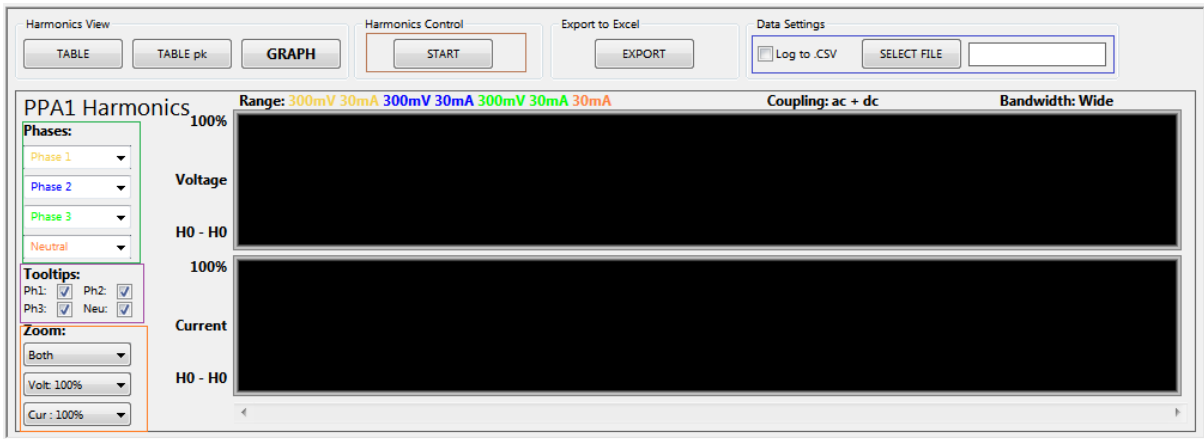 Harmonics View
Harmonics Control
Export to Excel
Data Settings
TABLE
TABLE pk
GRAPH
START
EXPORT
Log to .CSV
SELECT FILE
PPA1 Harmonics
Range: 300mV 30mA 300mV 30mA 300mV 30mA 30mA
Coupling: ac + dc
Bandwidth: Wide
Phases:
Phase 1
Phase 2
Phase 3
Neutral
100%
Voltage
H0 - H0
Tooltips:
Ph1: Ph2:
Ph3: Neu:
Zoom:
Both
Volt: 100%
Cur : 100%
100%
Current
H0 - H0